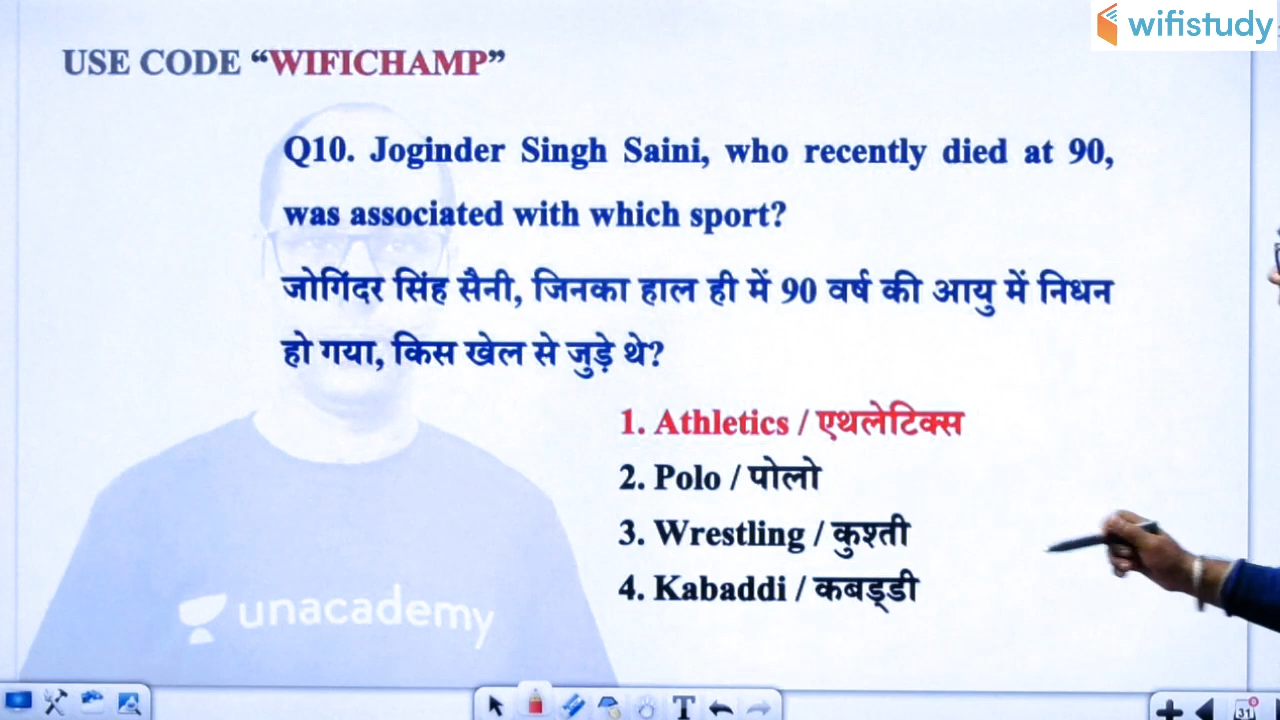 wifistudy
USE CODE “WIFICHAMP”
Q10. Joginder Singh Saini, who recently died at 90,
was associated with which sport?
जोगिंदर सिंह सैनी, जिनका हाल ही में 90 वर्ष की आयु में निधन
हो गया, किस खेल से जुड़े थे?
1. Athletics / एथलेटिक्स
2. Polo / पोलो
3. Wrestling / कुश्ती
4. Kabaddi / कबड्डी
unacademy
T
31